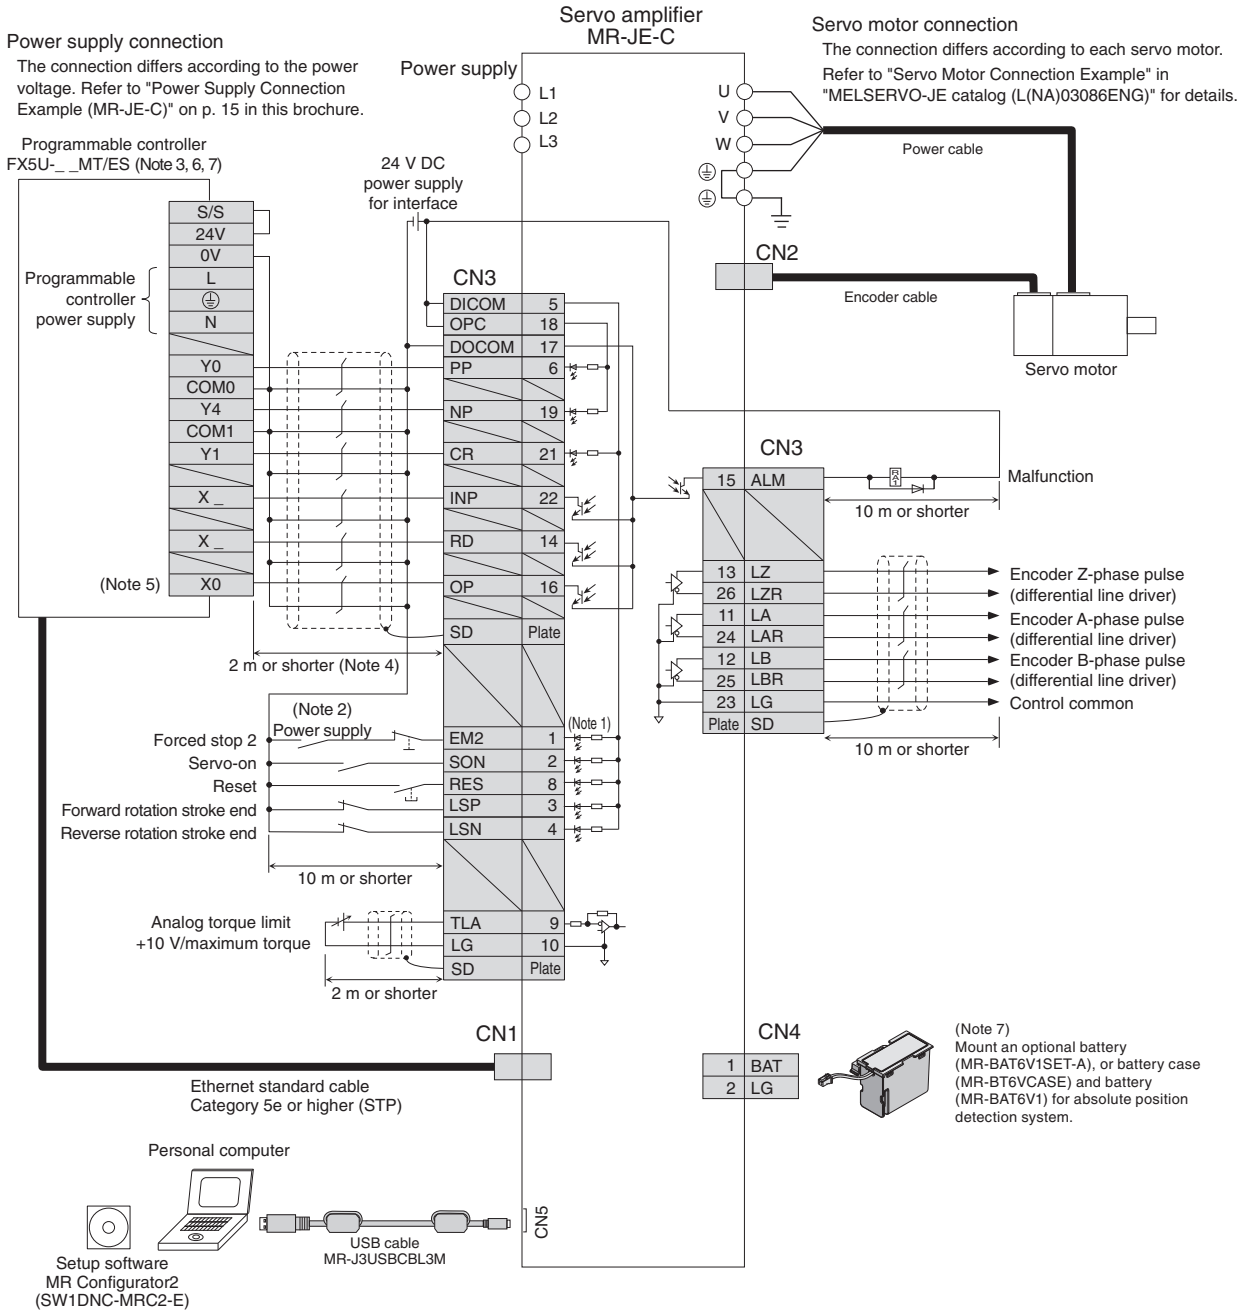 Servo amplifier
MR-JE-C
Power supply connection
The connection differs according to the power
voltage. Refer to "Power Supply Connection
Example (MR-JE-C)" on p. 15 in this brochure.
Servo motor connection
The connection differs according to each servo motor.
Refer to "Servo Motor Connection Example" in
"MELSERVO-JE catalog (L(NA)03086ENG)" for details.
Power supply
L1
L2
L3
U
V
W
Power cable
CN2
Encoder cable
Servo motor
Programmable controller
FX5U-_ _MT/ES (Note 3, 6, 7)
24 V DC
power supply
for interface
S/S
24V
0V
L
N
Programmable
controller
power supply
Y0
COM0
Y4
COM1
Y1
X _
X _
(Note 5)
X0
2 m or shorter (Note 4)
CN3
DICOM 5
OPC 18
DOCOM 17
PP 6
NP 19
CR 21
INP 22
RD 14
OP 16
SD Plate
(Note 2)
Power supply
(Note 1)
Forced stop 2 EM2 1
Servo-on SON 2
Reset RES 8
Forward rotation stroke end LSP 3
Reverse rotation stroke end LSN 4
10 m or shorter
Analog torque limit
+10 V/maximum torque
TLA 9
LG 10
SD Plate
2 m or shorter
CN3
15 ALM
RA1
Malfunction
10 m or shorter
13 LZ Encoder Z-phase pulse
26 LZR (differential line driver)
11 LA Encoder A-phase pulse
24 LAR (differential line driver)
12 LB Encoder B-phase pulse
25 LBR (differential line driver)
23 LG Control common
Plate SD
10 m or shorter
CN1
Ethernet standard cable
Category 5e or higher (STP)
CN4
1 BAT
2 LG
(Note 7)
Mount an optional battery
(MR-BAT6V1SET-A), or battery case
(MR-BT6VCASE) and battery
(MR-BAT6V1) for absolute position
detection system.
Personal computer
CN5
USB cable
MR-J3USBCBL3M
Setup software
MR Configurator2
(SW1DNC-MRC2-E)